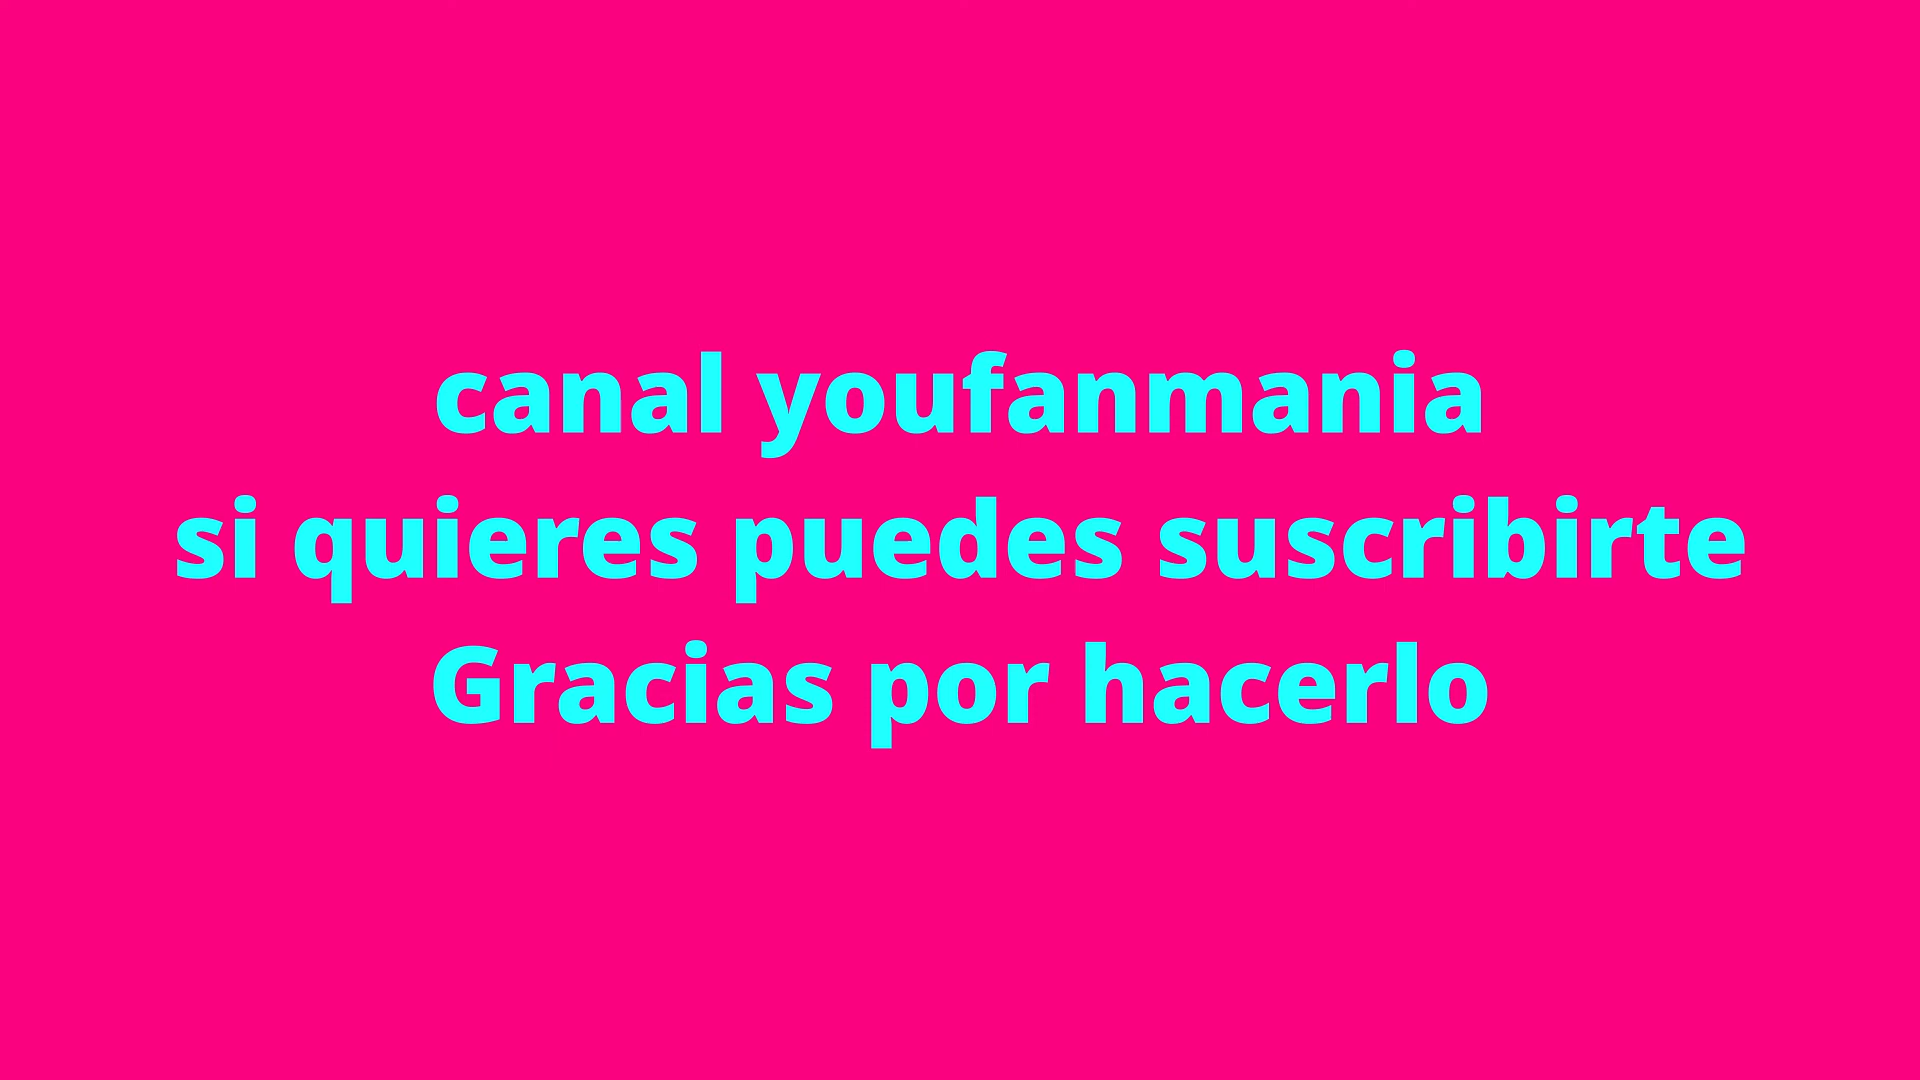 canal youfanmania
si quieres puedes suscribirte
Gracias por hacerlo